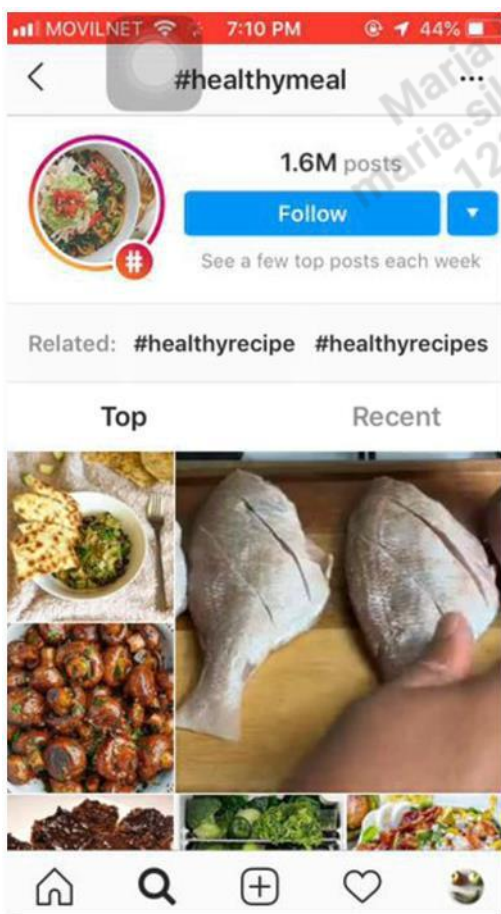 MOVILNET 7:10 PM 44%
#healthymeal
Maria
1.6M posts
Follow
See a few top posts each week
Related: #healthyrecipe #healthyrecipes
Top Recent